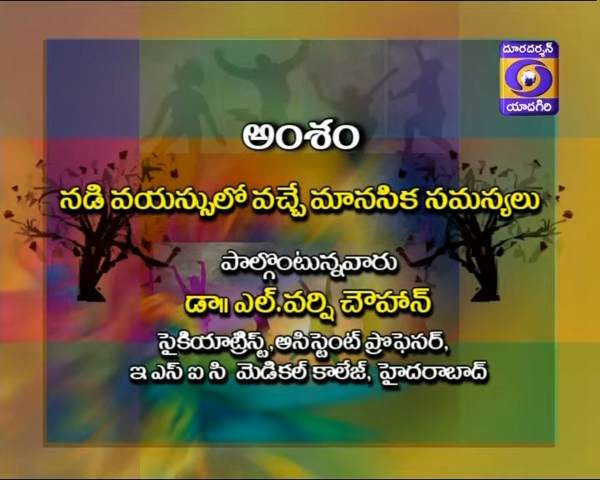 దూరదర్శన్
యాదగిరి
అంశం
నడి వయస్సులో వచ్చే మానసిక సమస్యలు
పాల్గొంటున్నవారు
డా॥ ఎల్.వర్షి చౌహాన్
సైకియాట్రిస్ట్,అసిస్టెంట్ ప్రొఫెసర్,
ఇ ఎస్ ఐ సి మెడికల్ కాలేజ్, హైదరాబాద్